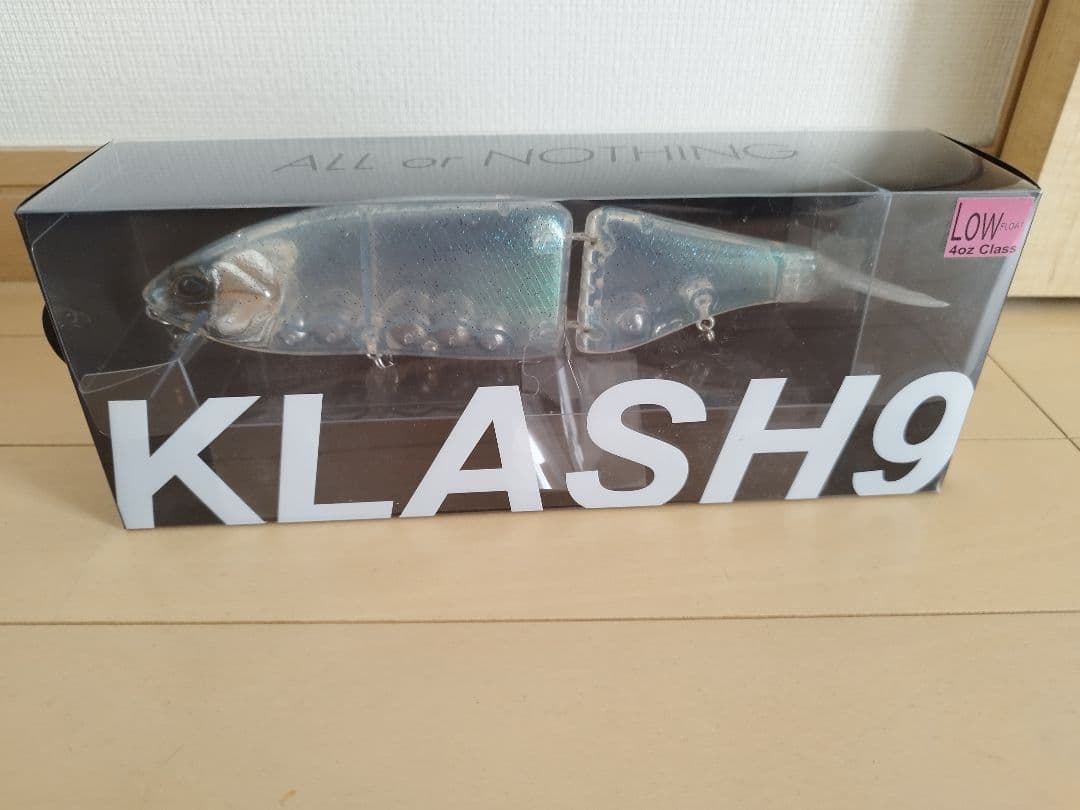 ALL or NOTHING
LOW FLOAT
4oz Class
KLASH9